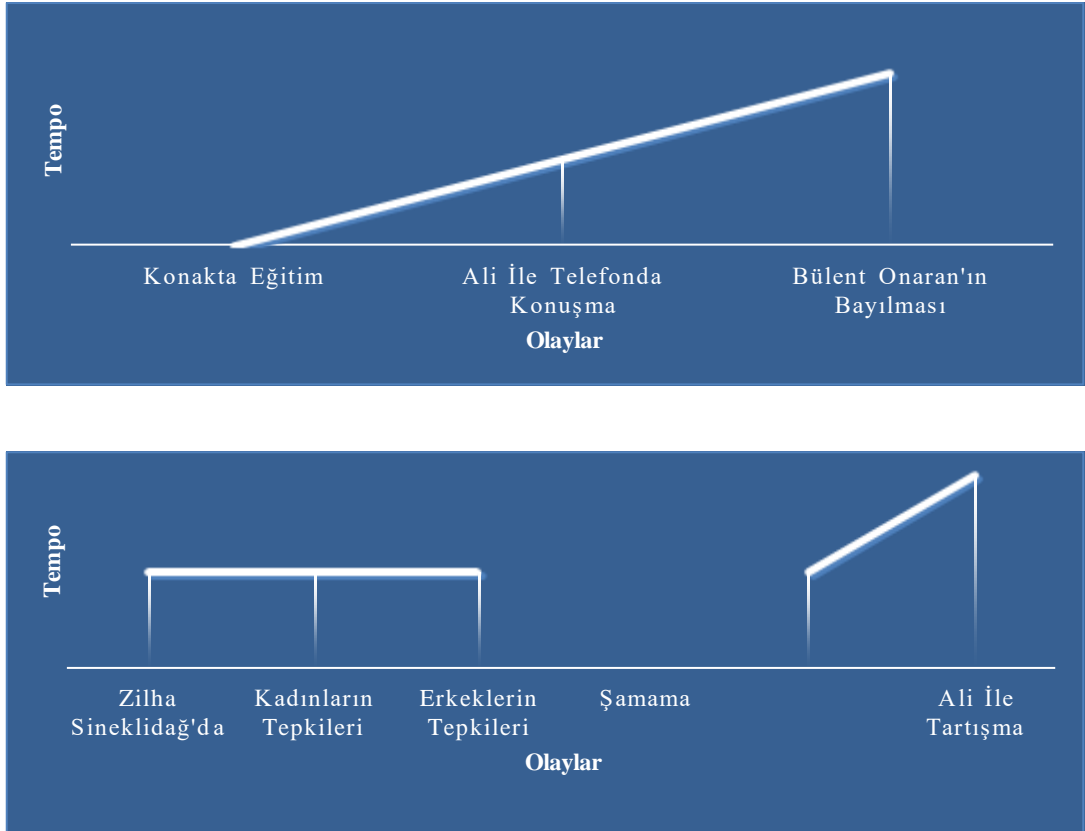 Tempo
Konakta Eğitim
Ali İle Telefonda
Konuşma
Bülent Onaran'ın
Bayılması
Olaylar
Tempo
Zilha
Sineklidağ'da
Kadınların
Tepkileri
Erkeklerin
Tepkileri
Şamama
Ali İle
Tartışma
Olaylar